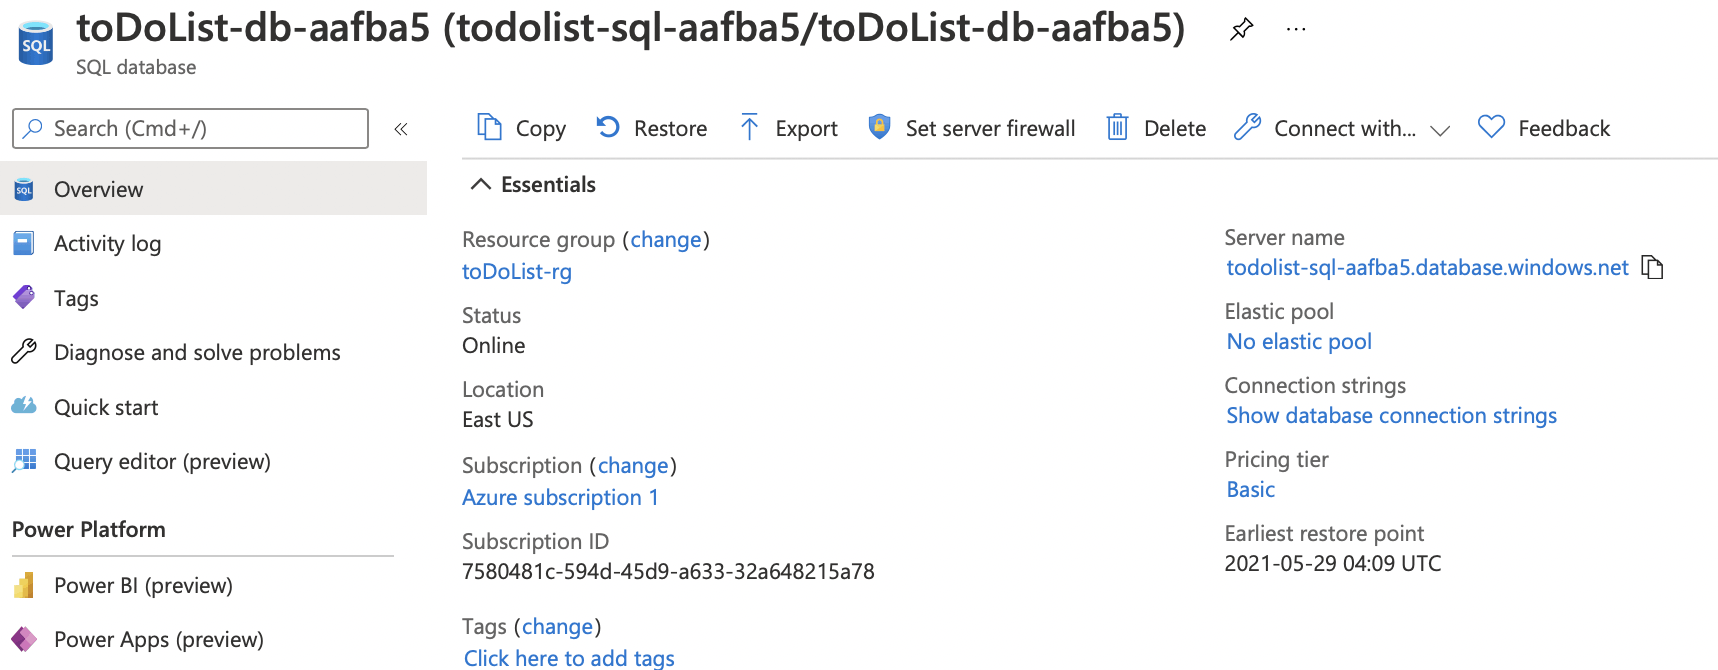 toDoList-db-aafba5 (todolist-sql-aafba5/toDoList-db-aafba5)
SQL
SQL database
Search (Cmd+/)
«
Copy
Restore
Export
Set server firewall
Delete
Connect with...
Feedback
SQL
Overview
Activity log
Tags
Diagnose and solve problems
Quick start
Query editor (preview)
Power Platform
Power BI (preview)
Power Apps (preview)
Essentials
Resource group (change)
toDoList-rg
Status
Online
Location
East US
Subscription (change)
Azure subscription 1
Subscription ID
7580481c-594d-45d9-a633-32a648215a78
Tags (change)
Click here to add tags
Server name
todolist-sql-aafba5.database.windows.net
Elastic pool
No elastic pool
Connection strings
Show database connection strings
Pricing tier
Basic
Earliest restore point
2021-05-29 04:09 UTC